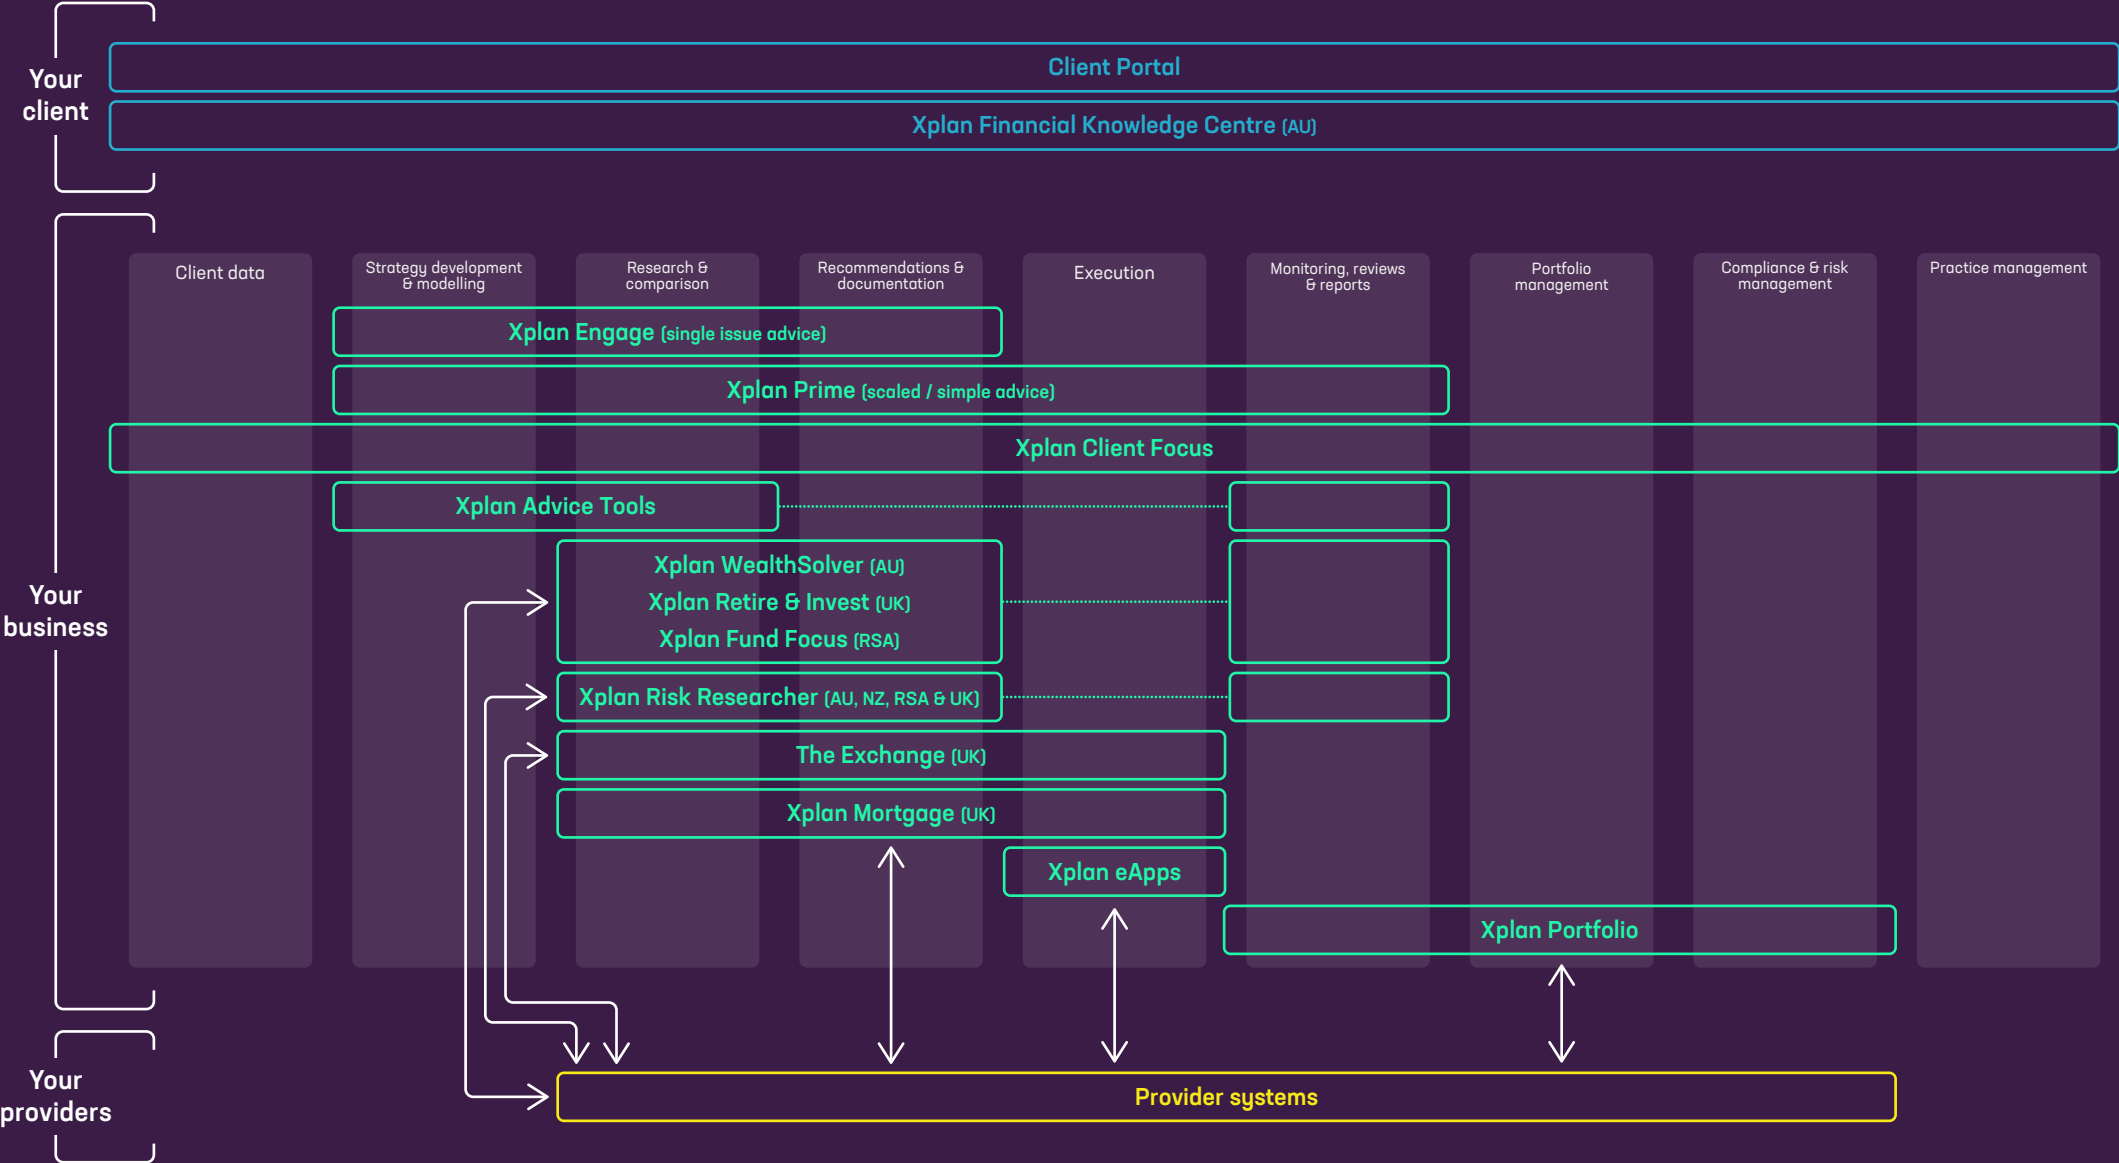 Your
client
Client Portal
Xplan Financial Knowledge Centre (AU)
Your
business
Client data
Strategy development
& modelling
Research &
comparison
Recommendations &
documentation
Execution
Monitoring, reviews
& reports
Portfolio
management
Compliance & risk
management
Practice management
Xplan Engage (single issue advice)
Xplan Prime (scaled / simple advice)
Xplan Client Focus
Xplan Advice Tools
Xplan WealthSolver (AU)
Xplan Retire & Invest (UK)
Xplan Fund Focus (RSA)
Xplan Risk Researcher (AU, NZ, RSA & UK)
The Exchange (UK)
Xplan Mortgage (UK)
Xplan eApps
Xplan Portfolio
Your
providers
Provider systems